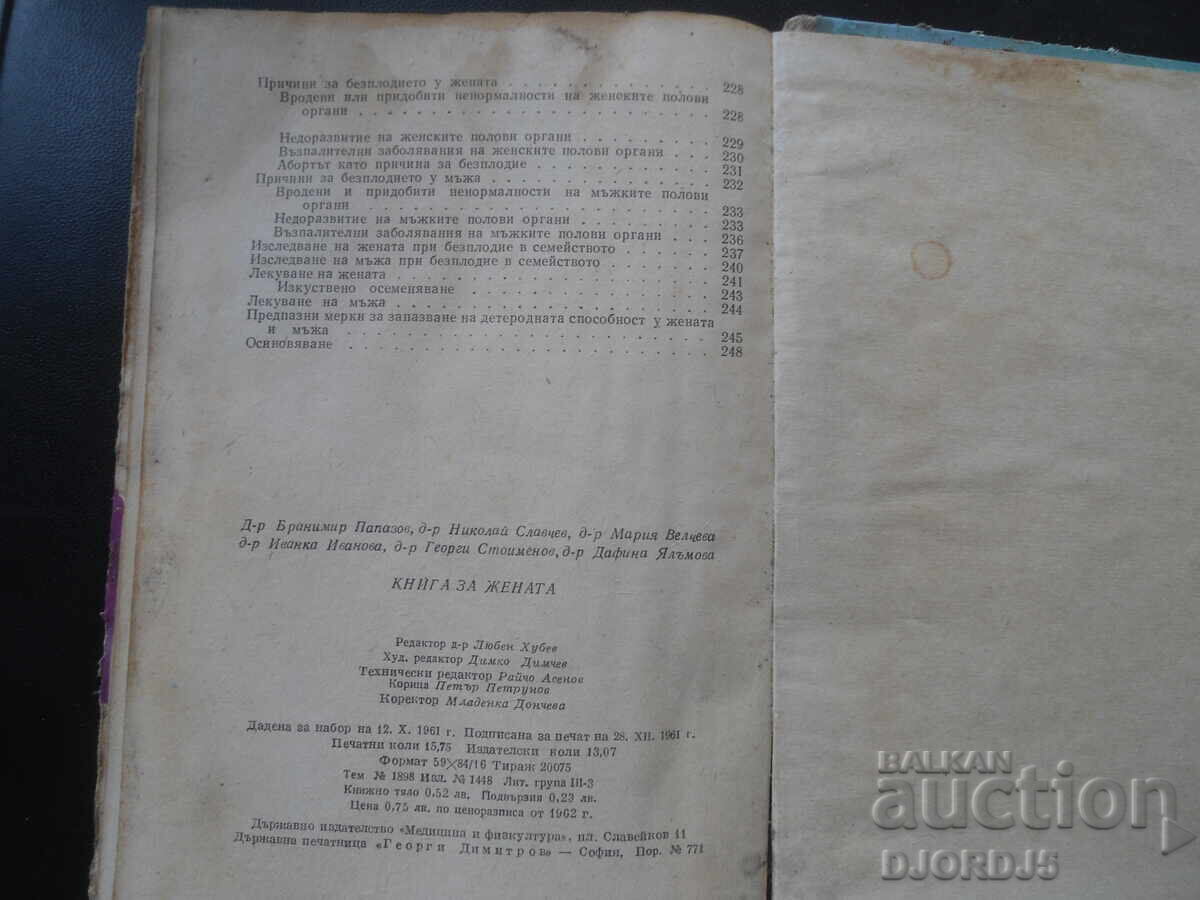 Причини за безплодието у жената . . . . . . . . . . . . . 228
Вродени или придобити ненормалности на женските полови
органи . . . . . . . . . . . . . . . . . . . . . . . . . 228
Недоразвитие на женските полови органи . . . . . . . . 229
Възпалителни заболявания на женските полови органи . . . 230
Абортът като причина за безплодие . . . . . . . . . . . 231
Причини за безплодието у мъжа . . . . . . . . . . . . . . 232
Вродени и придобити ненормалности на мъжките полови
органи . . . . . . . . . . . . . . . . . . . . . . . . . 233
Недоразвитие на мъжките полови органи . . . . . . . . . 233
Възпалителни заболявания на мъжките полови органи . . . 236
Изследване на жената при безплодие в семейството . . . . . 237
Изследване на мъжа при безплодие в семейството . . . . . . 240
Лекуване на жената . . . . . . . . . . . . . . . . . . . 241
Изкуствено осеменяване . . . . . . . . . . . . . . . . 243
Лекуване на мъжа . . . . . . . . . . . . . . . . . . . . 244
Предпазни мерки за запазване на детеродната способност у жената
и мъжа . . . . . . . . . . . . . . . . . . . . . . . . . 245
Осиновяване . . . . . . . . . . . . . . . . . . . . . . . 248
Д-р Бранимир Папазов, д-р Николай Славчев, д-р Мария Велчева
д-р Иванка Иванова, д-р Георги Стоименов, д-р Дафина Ялъмова
КНИГА ЗА ЖЕНАТА
Редактор д-р Любен Хубев
Худ. редактор Димко Димчев
Технически редактор Райчо Асенов
Корица Петър Петрунов
Коректор Младенка Дончева
Дадена за набор на 12. X. 1961 г. Подписана за печат на 28. XII. 1961 г.
Печатни коли 15,75 Издателски коли 13,07
Формат 59×84/16 Тираж 20075
Тем № 1898 Изд. № 1448 Лит. група III-3
Книжно тяло 0,52 лв. Подвързия 0,23 лв.
Цена 0,75 лв. по ценоразписа от 1962 г.
Държавно издателство «Медицина и физкултура», пл. Славейков 11
Държавна печатница «Георги Димитров» — София, Пор. № 771
BALKAN
auction
DJORDJ5